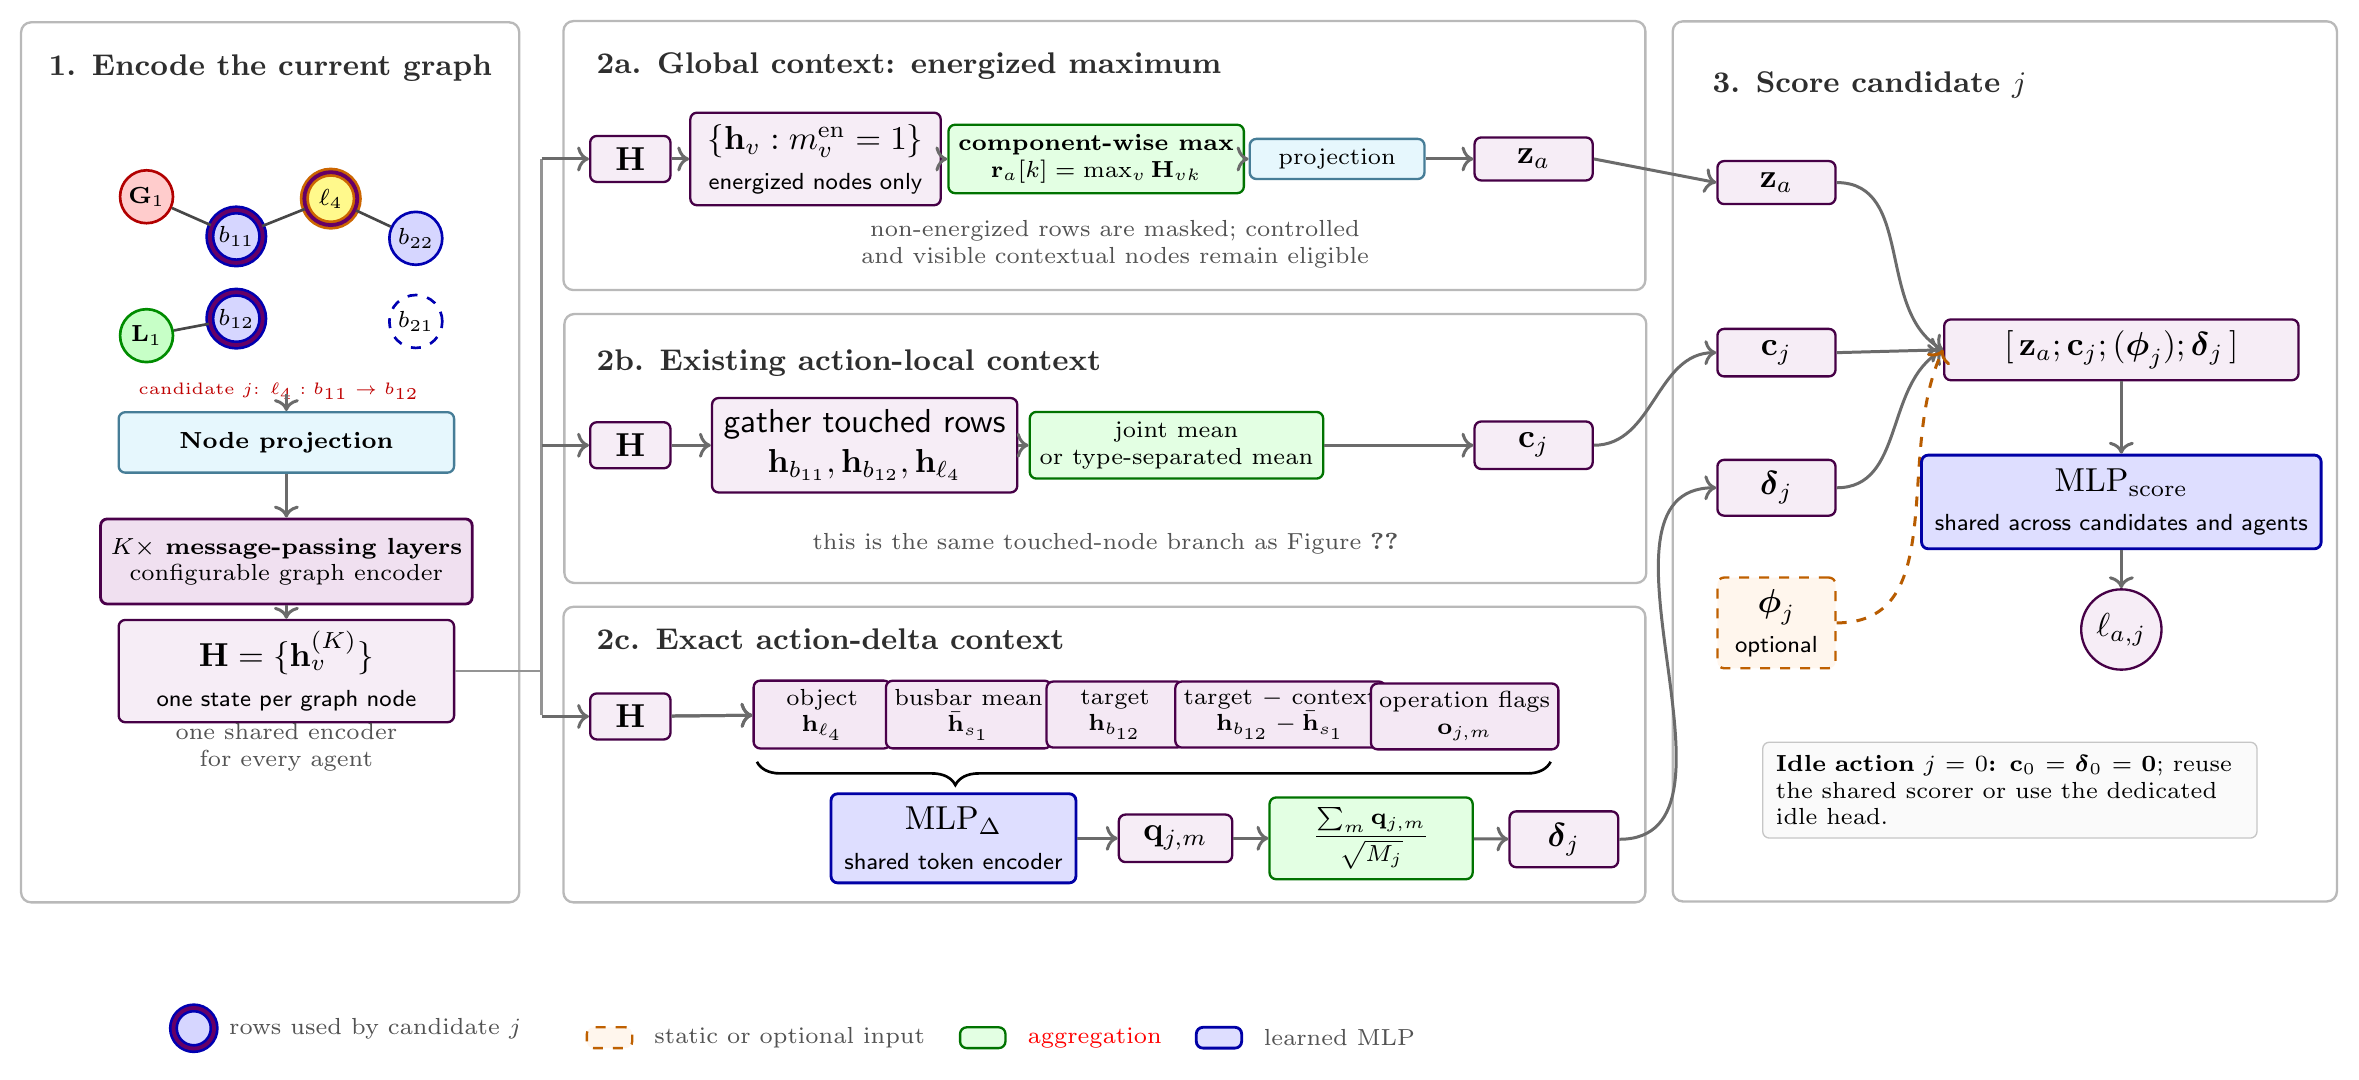 1. Encode the current graph
G₁
b₁₁
ℓ₄
b₂₂
L₁
b₁₂
b₂₁
candidate j: ℓ₄ : b₁₁ → b₁₂
Node projection
K× message-passing layers
configurable graph encoder
H = {h_v^(K)}
one state per graph node
one shared encoder
for every agent
2a. Global context: energized maximum
H
{h_v : m_v^en = 1}
energized nodes only
component-wise max
r_a[k] = max_v H_vk
projection
z_a
non-energized rows are masked; controlled
and visible contextual nodes remain eligible
2b. Existing action-local context
H
gather touched rows
h_b₁₁, h_b₁₂, h_ℓ₄
joint mean
or type-separated mean
c_j
this is the same touched-node branch as Figure ??
2c. Exact action-delta context
H
object
h_ℓ₄
busbar mean
h̄_s₁
target
h_b₁₂
target − context
h_b₁₂ − h̄_s₁
operation flags
o_j,m
MLP_Δ
shared token encoder
q_j,m
∑_m q_j,m
√M_j
δ_j
3. Score candidate j
z_a
c_j
δ_j
ϕ_j
optional
[ z_a; c_j; (ϕ_j); δ_j ]
MLP_score
shared across candidates and agents
ℓ_a,j
Idle action j = 0: c₀ = δ₀ = 0; reuse
the shared scorer or use the dedicated
idle head.
rows used by candidate j
static or optional input
aggregation
learned MLP